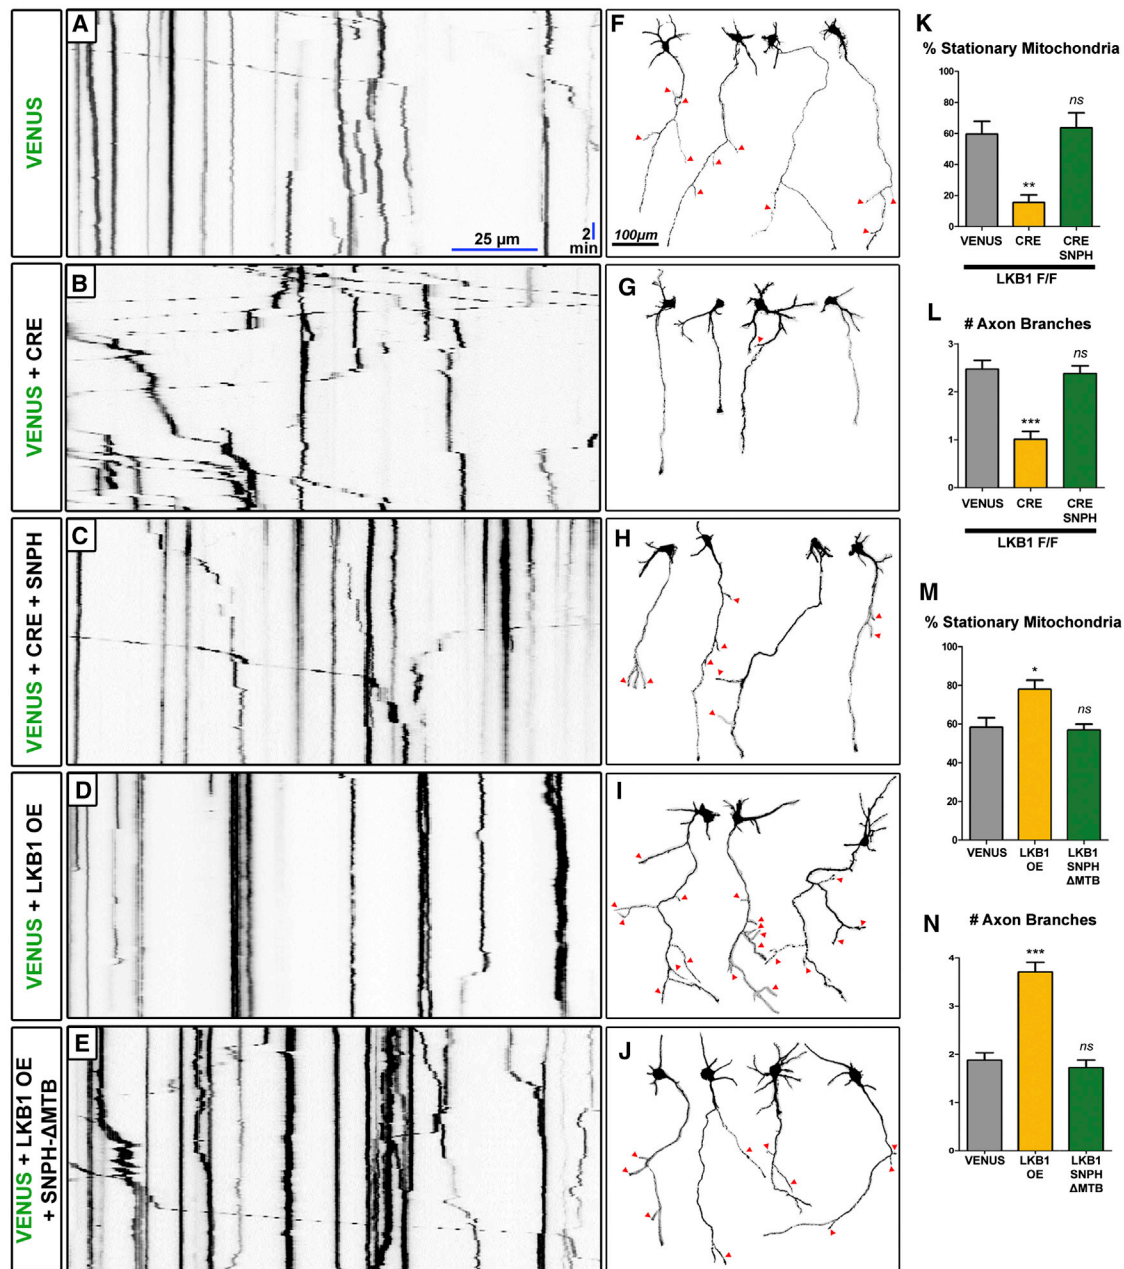 VENUS
A
25 µm
2
min
VENUS + CRE
B
VENUS + CRE + SNPH
C
VENUS + LKB1 OE
D
VENUS + LKB1 OE
+ SNPH-ΔMTB
E
F
100µm
G
H
I
J
K
% Stationary Mitochondria
100
80
60
40
20
0
**
ns
VENUS
CRE
CRE
SNPH
LKB1 F/F
L
# Axon Branches
3
2
1
0
***
ns
VENUS
CRE
CRE
SNPH
LKB1 F/F
M
% Stationary Mitochondria
100
80
60
40
20
0
*
ns
VENUS
LKB1
OE
LKB1
SNPH
ΔMTB
N
# Axon Branches
4
3
2
1
0
***
ns
VENUS
LKB1
OE
LKB1
SNPH
ΔMTB